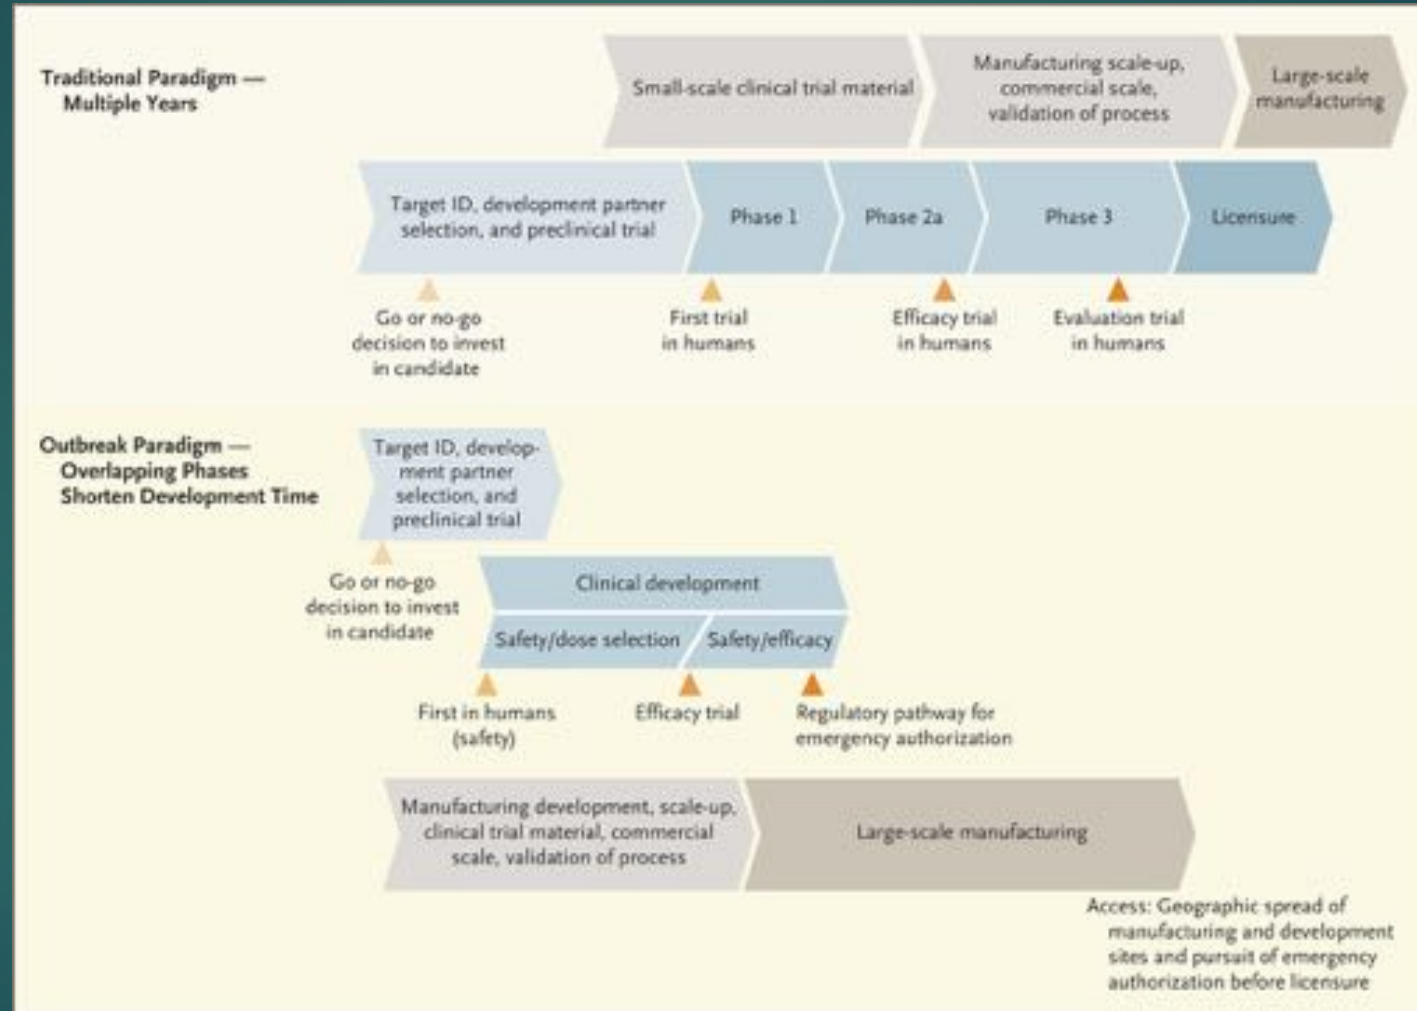 Traditional Paradigm —
Multiple Years
Small-scale clinical trial material
Manufacturing scale-up,
commercial scale,
validation of process
Large-scale
manufacturing
Target ID, development partner
selection, and preclinical trial
Phase 1
Phase 2a
Phase 3
Licensure
Go or no-go
decision to invest
in candidate
First trial
in humans
Efficacy trial
in humans
Evaluation trial
in humans
Outbreak Paradigm —
Overlapping Phases
Shorten Development Time
Target ID, develop-
ment partner
selection, and
preclinical trial
Go or no-go
decision to invest
in candidate
Clinical development
Safety/dose selection
Safety/efficacy
First in humans
(safety)
Efficacy trial
Regulatory pathway for
emergency authorization
Manufacturing development, scale-up,
clinical trial material, commercial
scale, validation of process
Large-scale manufacturing
Access: Geographic spread of
manufacturing and development
sites and pursuit of emergency
authorization before licensure